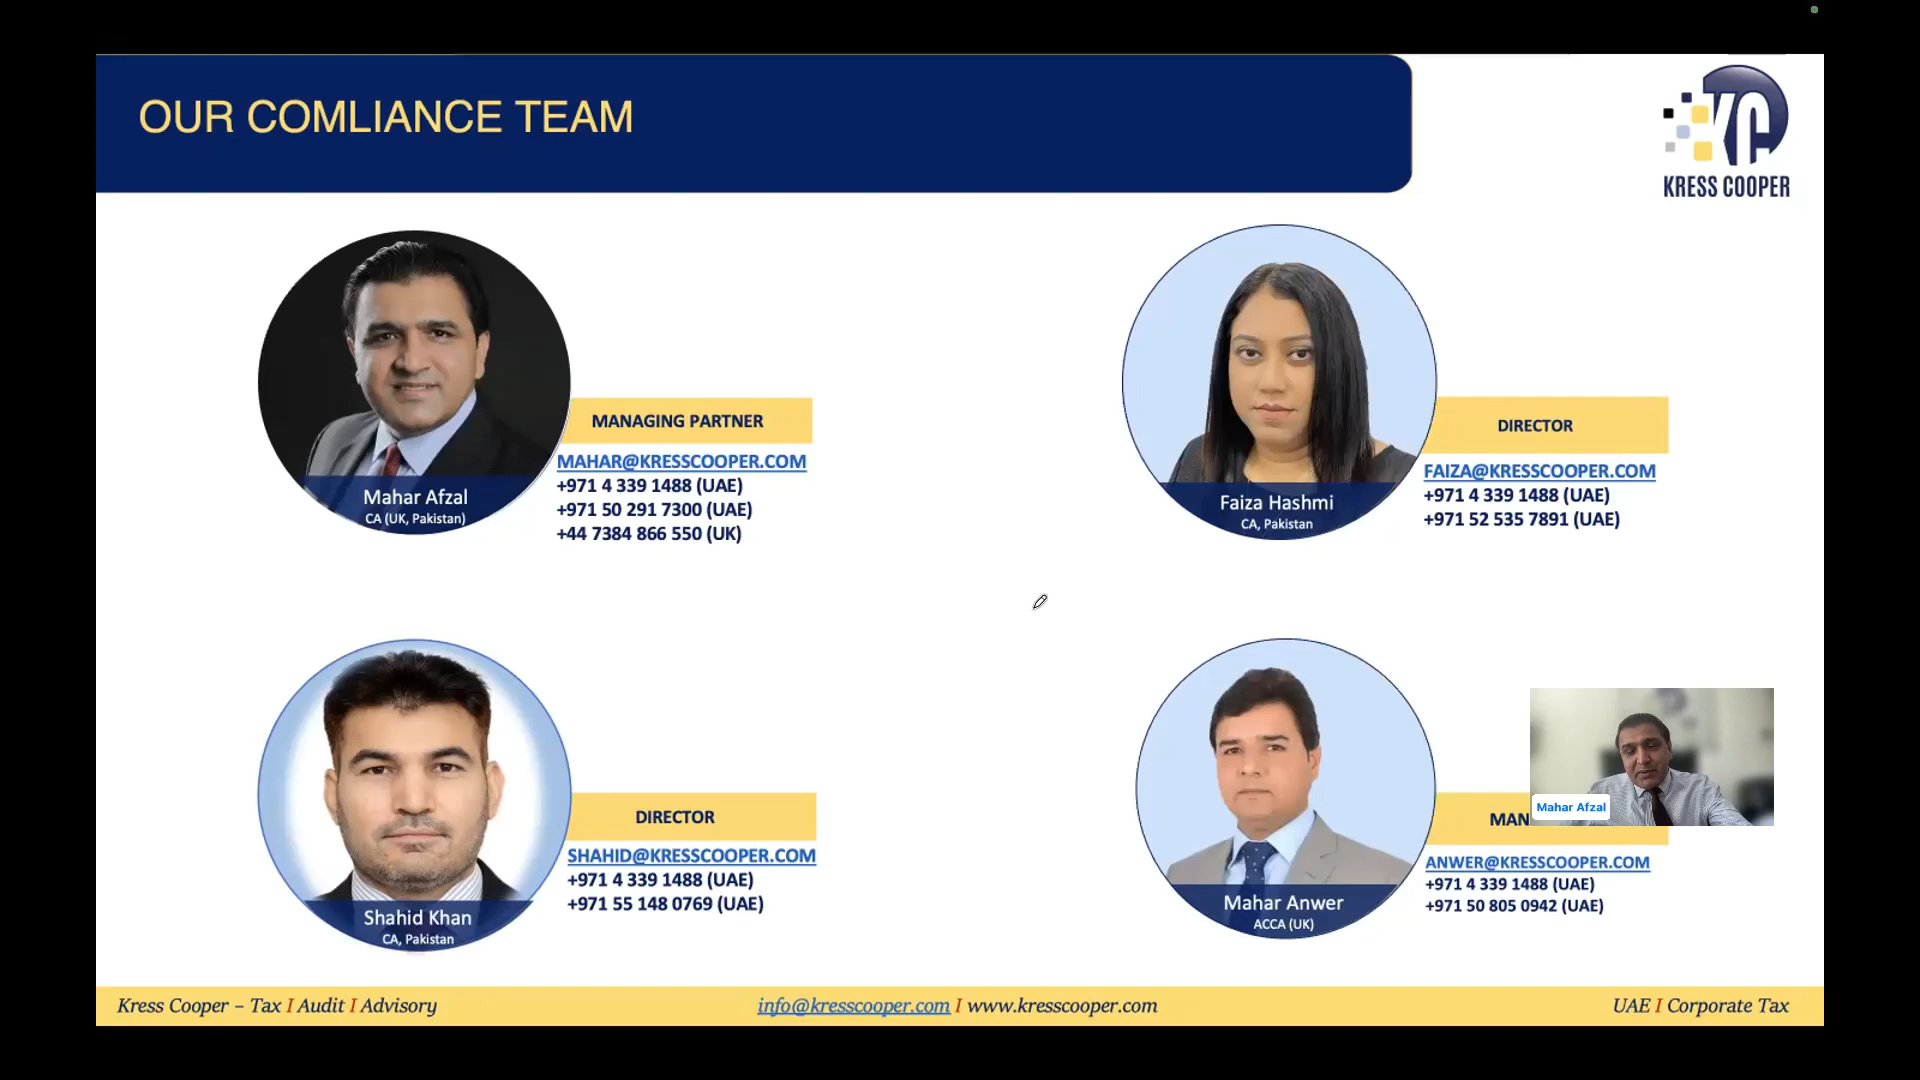 OUR COMLIANCE TEAM
KC
KRESS COOPER
MANAGING PARTNER
MAHAR@KRESSCOOPER.COM
+971 4 339 1488 (UAE)
+971 50 291 7300 (UAE)
+44 7384 866 550 (UK)
Mahar Afzal
CA (UK, Pakistan)
DIRECTOR
FAIZA@KRESSCOOPER.COM
+971 4 339 1488 (UAE)
+971 52 535 7891 (UAE)
Faiza Hashmi
CA, Pakistan
DIRECTOR
SHAHID@KRESSCOOPER.COM
+971 4 339 1488 (UAE)
+971 55 148 0769 (UAE)
Shahid Khan
CA, Pakistan
Mahar Afzal
MAN
ANWER@KRESSCOOPER.COM
+971 4 339 1488 (UAE)
+971 50 805 0942 (UAE)
Mahar Anwer
ACCA (UK)
Kress Cooper – Tax I Audit I Advisory
info@kresscooper.com I www.kresscooper.com
UAE I Corporate Tax